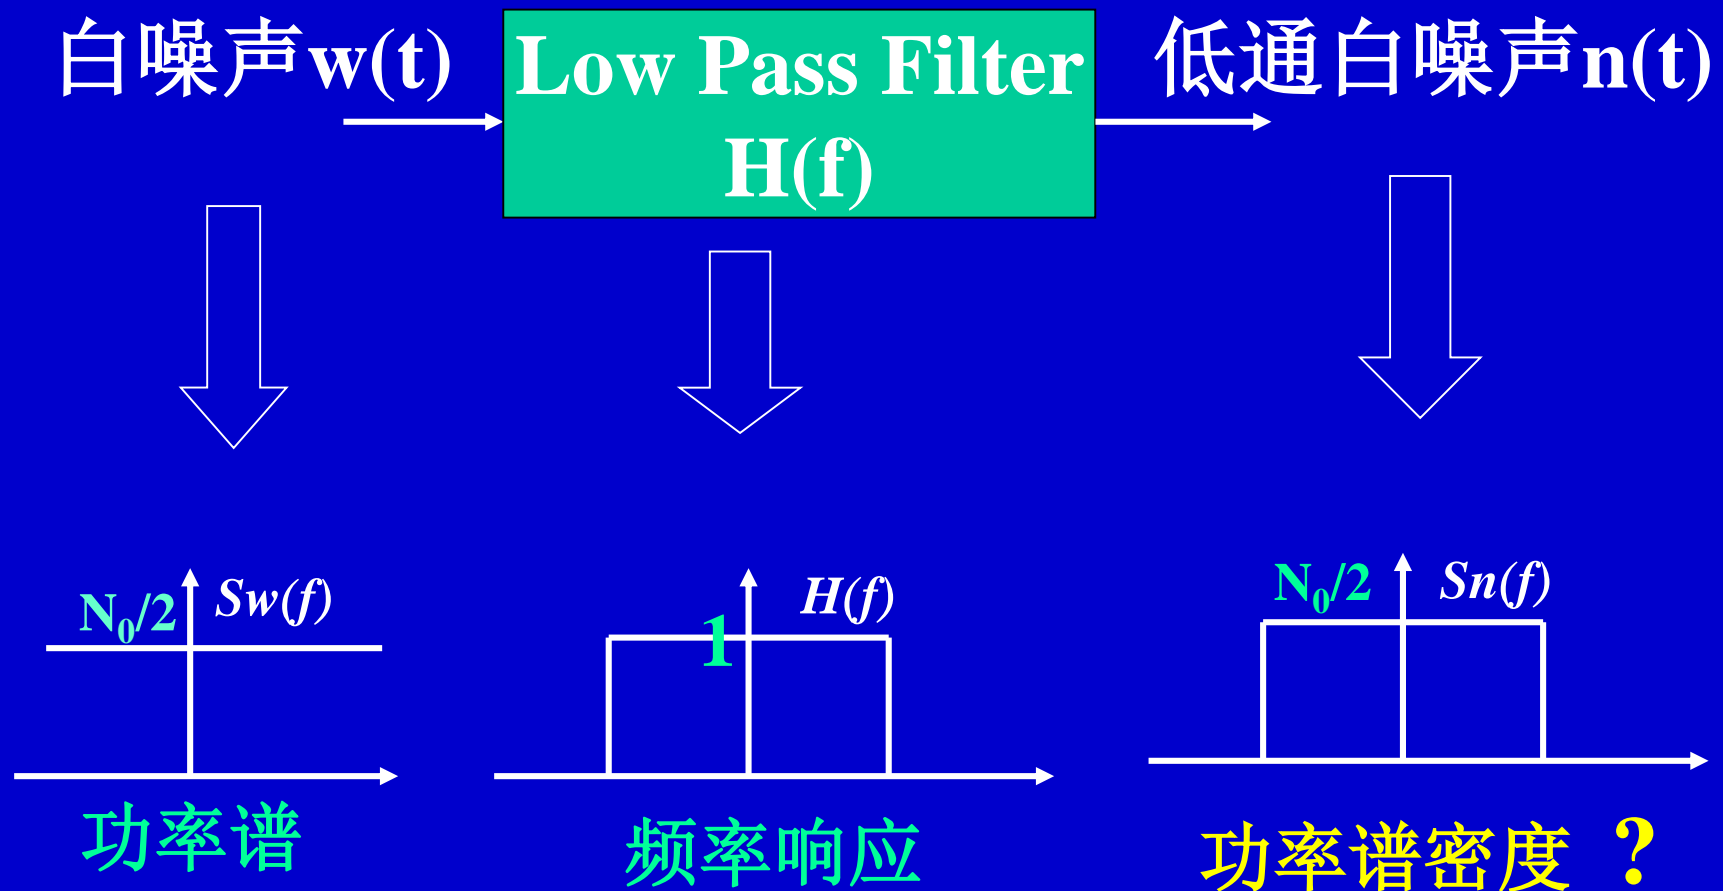 白噪声w(t)
Low Pass Filter
H(f)
低通白噪声n(t)
N₀/2
Sw(f)
1
H(f)
N₀/2
Sn(f)
功率谱
频率响应
功率谱密度 ?